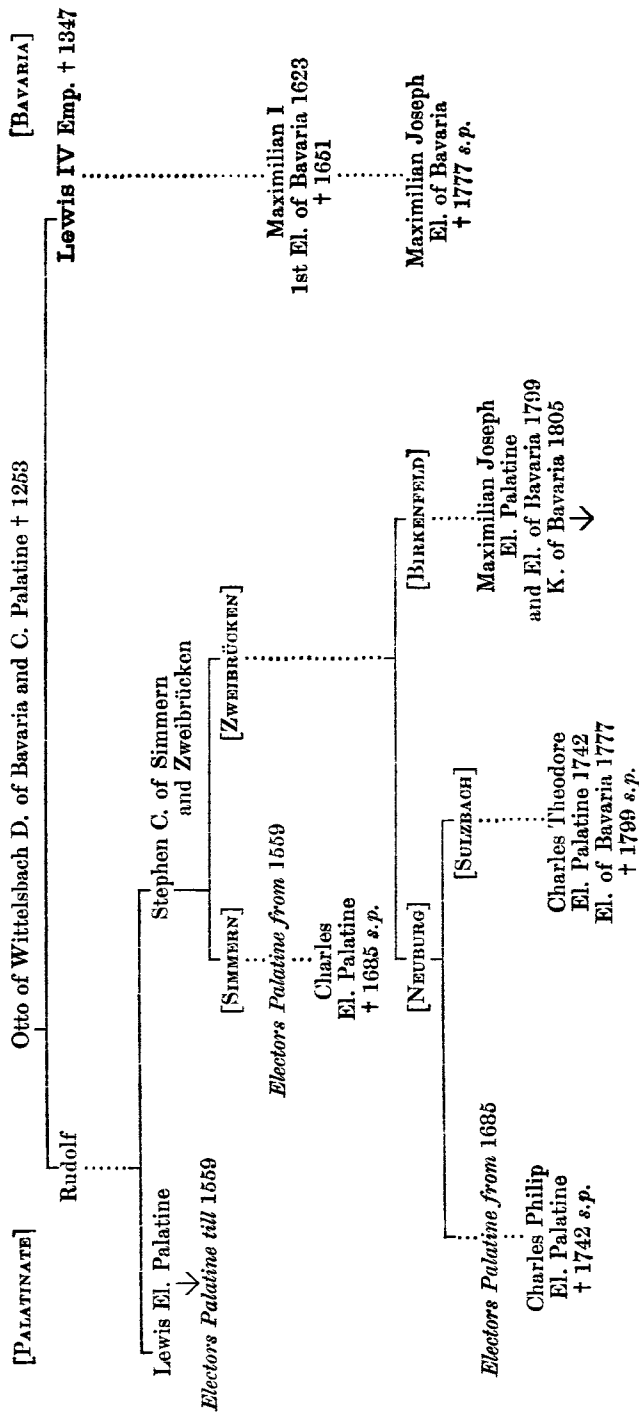 [PALATINATE]
[BAVARIA]
Otto of Wittelsbach D. of Bavaria and C. Palatine † 1253
Rudolf
Lewis IV Emp. † 1347
Lewis El. Palatine
Electors Palatine till 1559
Stephen C. of Simmern
and Zweibrücken
[SIMMERN]
[ZWEIBRÜCKEN]
Electors Palatine from 1559
Charles
El. Palatine
† 1685 s.p.
Maximilian I
1st El. of Bavaria 1623
† 1651
[NEUBURG]
[BIRKENFELD]
Maximilian Joseph
El. of Bavaria
† 1777 s.p.
[SULZBACH]
Maximilian Joseph
El. Palatine
and El. of Bavaria 1799
K. of Bavaria 1805
Electors Palatine from 1685
Charles Philip
El. Palatine
† 1742 s.p.
Charles Theodore
El. Palatine 1742
El. of Bavaria 1777
† 1799 s.p.